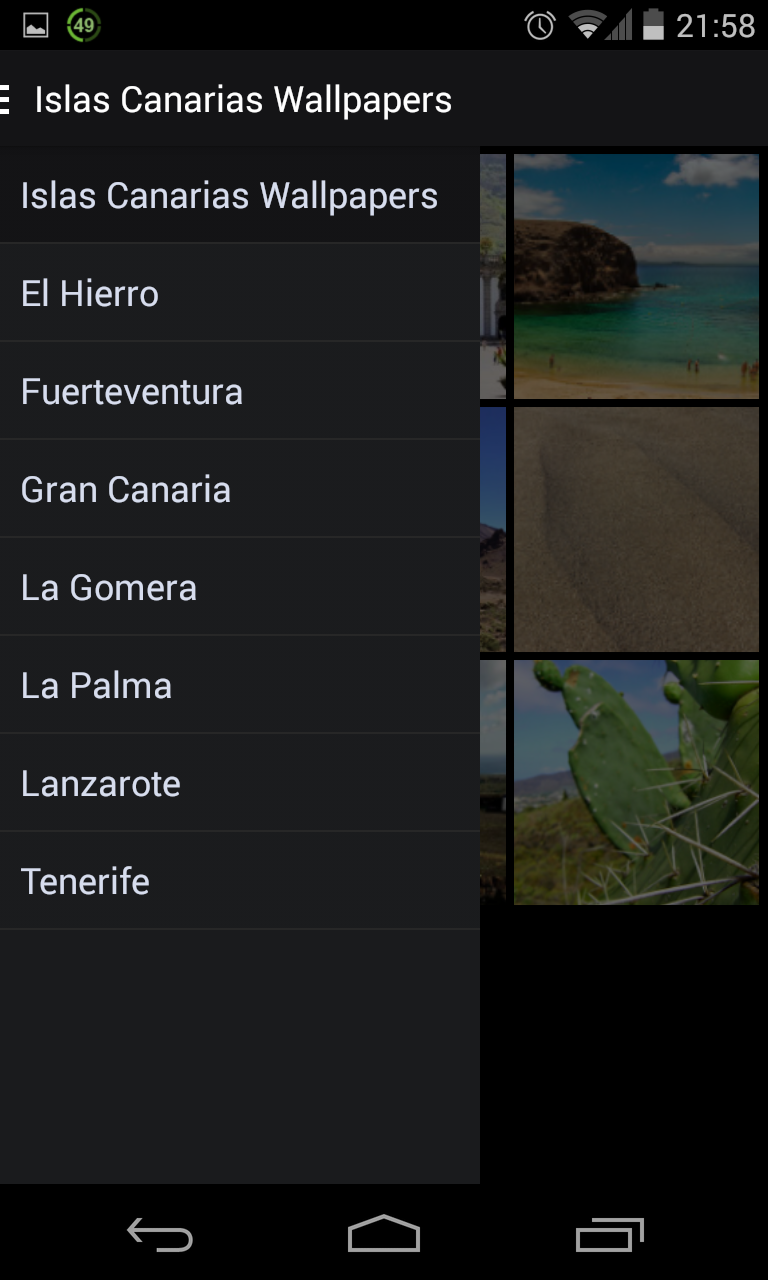 49
21:58
Islas Canarias Wallpapers
Islas Canarias Wallpapers
El Hierro
Fuerteventura
Gran Canaria
La Gomera
La Palma
Lanzarote
Tenerife